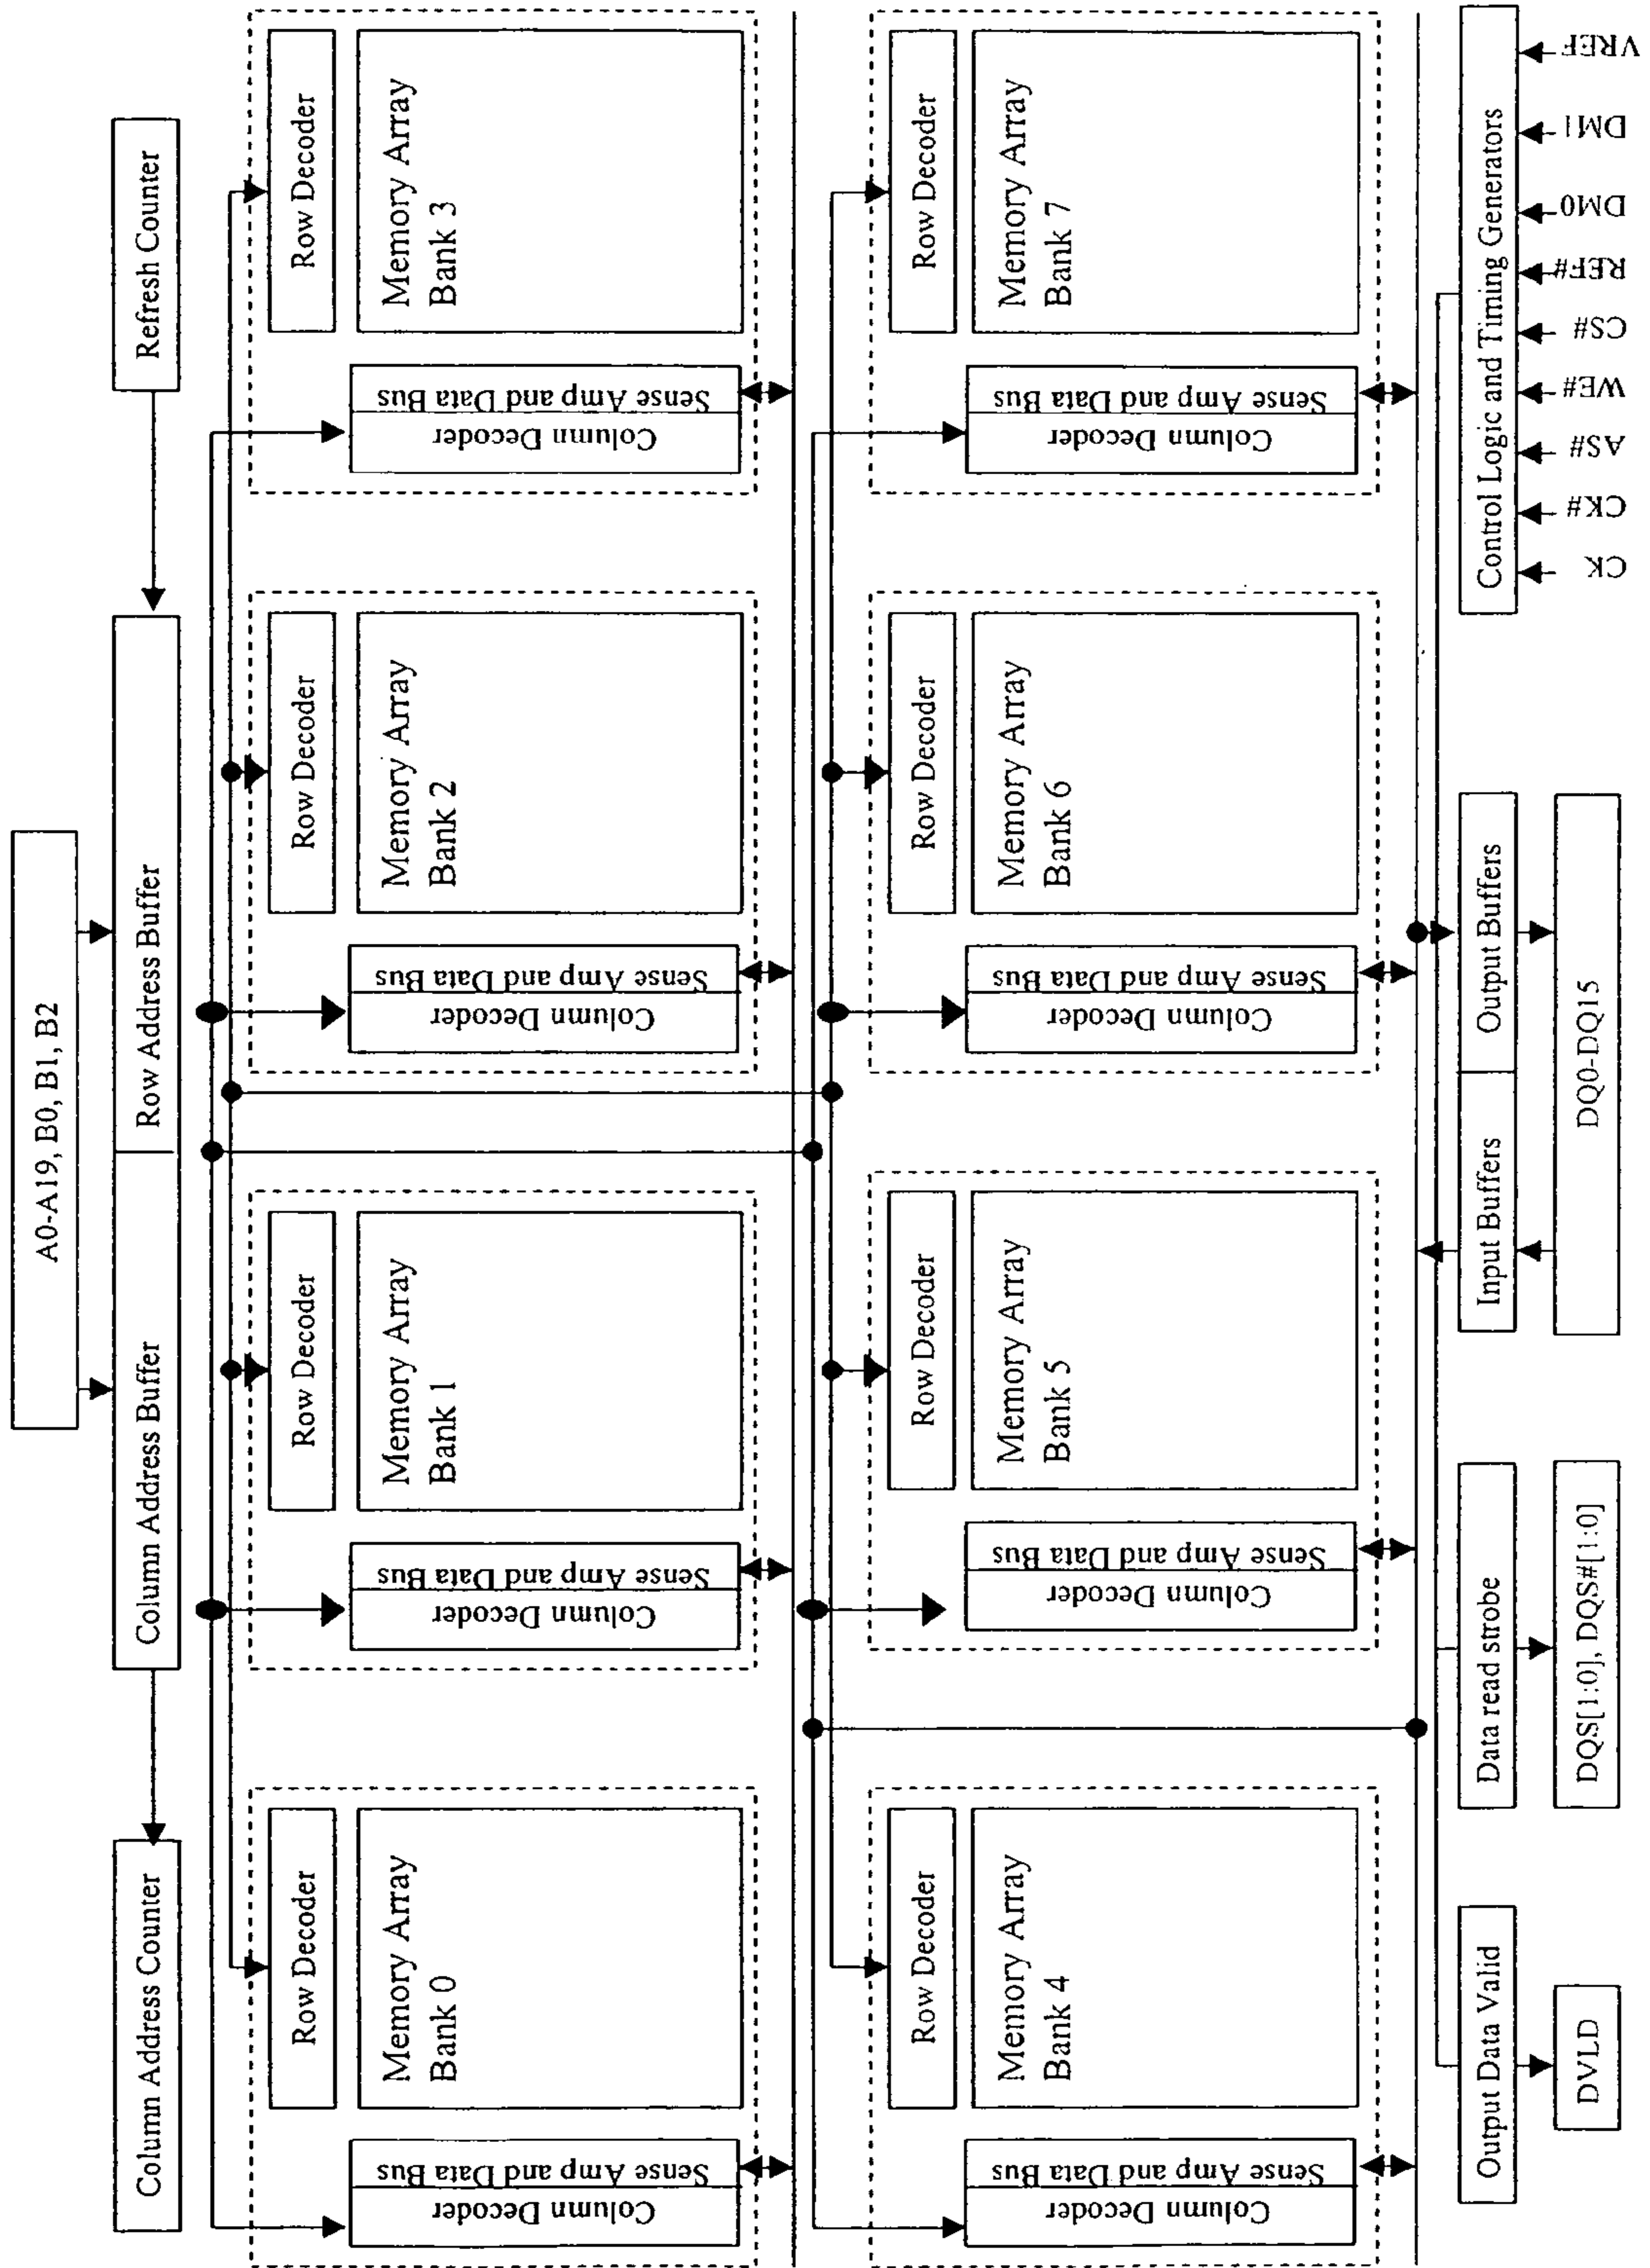 A0-A19, B0, B1, B2
Column Address Counter
Column Address Buffer
Row Address Buffer
Refresh Counter
Row Decoder
Memory Array
Bank 0
Column Decoder
Sense Amp and Data Bus
Row Decoder
Memory Array
Bank 1
Column Decoder
Sense Amp and Data Bus
Row Decoder
Memory Array
Bank 2
Column Decoder
Sense Amp and Data Bus
Row Decoder
Memory Array
Bank 3
Column Decoder
Sense Amp and Data Bus
Row Decoder
Memory Array
Bank 4
Column Decoder
Sense Amp and Data Bus
Row Decoder
Memory Array
Bank 5
Column Decoder
Sense Amp and Data Bus
Row Decoder
Memory Array
Bank 6
Column Decoder
Sense Amp and Data Bus
Row Decoder
Memory Array
Bank 7
Column Decoder
Sense Amp and Data Bus
Output Data Valid
DVLD
Data read strobe
DQS[1:0], DQS#[1:0]
Input Buffers
Output Buffers
DQ0-DQ15
Control Logic and Timing Generators
CK
CK#
AS#
WE#
CS#
REF#
DM0
DM1
VREF